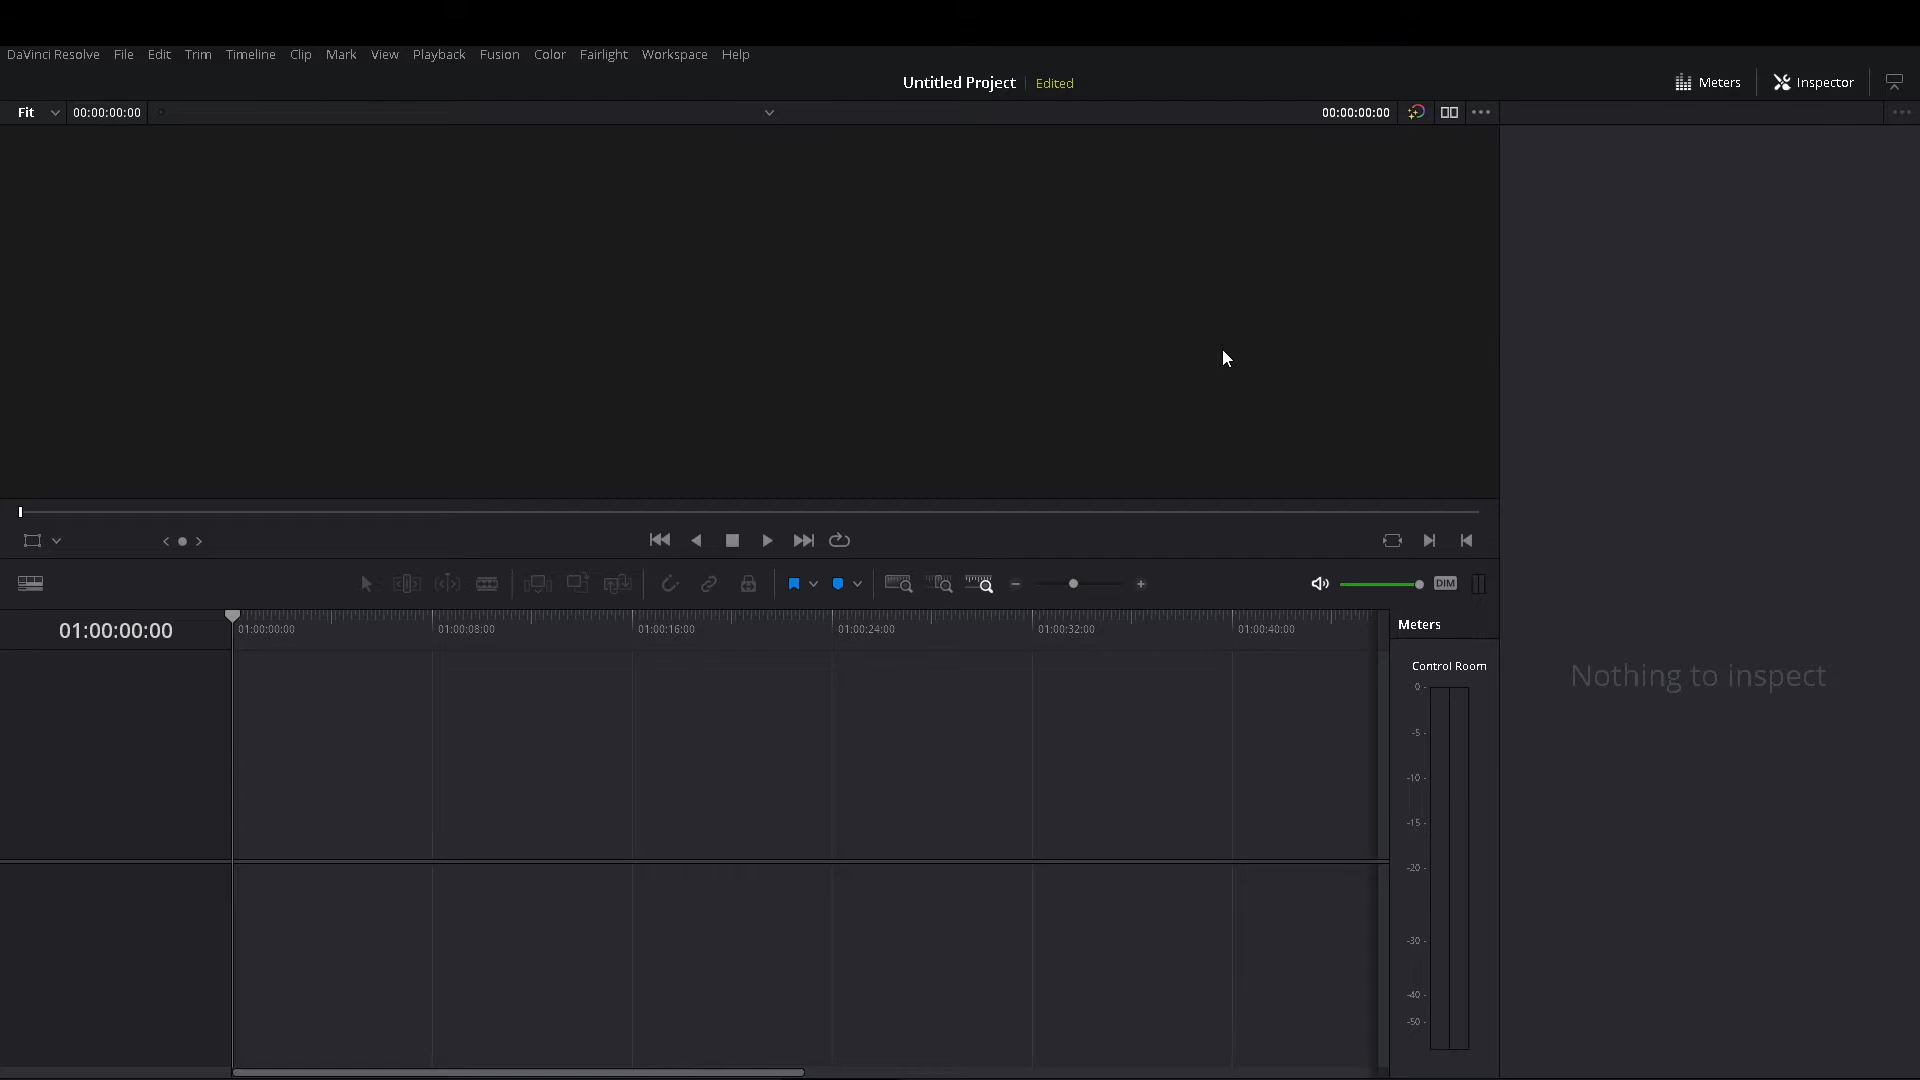 DaVinci Resolve File Edit Trim Timeline Clip Mark View Playback Fusion Color Fairlight Workspace Help
Untitled Project Edited
Meters Inspector
Fit 00:00:00:00 00:00:00:00
DIM
01:00:00:00
01:00:00:00 01:00:08:00 01:00:16:00 01:00:24:00 01:00:32:00 01:00:40:00
Meters
Control Room
0
-5
-10
-15
-20
-30
-40
-50
Nothing to inspect